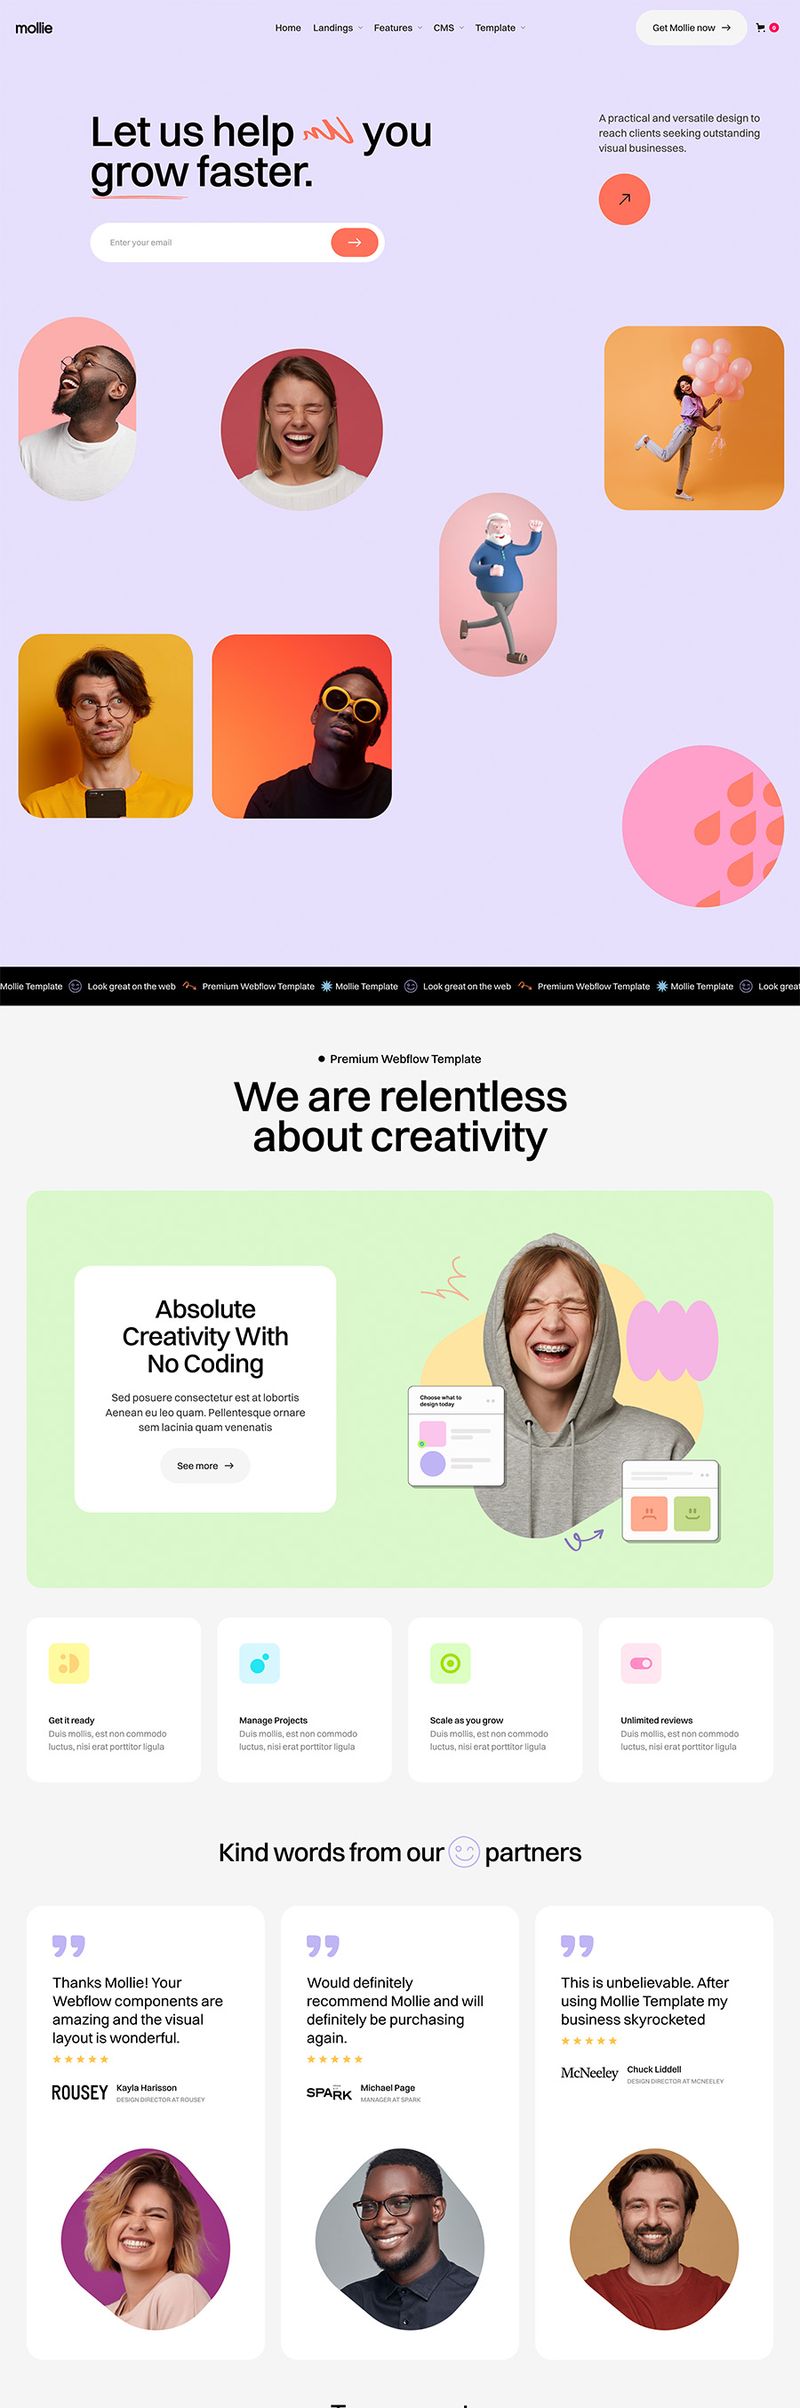 mollie
Home Landings Features CMS Template
Get Mollie now
0
Let us help you
grow faster.
A practical and versatile design to
reach clients seeking outstanding
visual businesses.
Enter your email
Mollie Template Look great on the web Premium Webflow Template Mollie Template Look great on the web Premium Webflow Template Mollie Template Look great
Premium Webflow Template
We are relentless
about creativity
Absolute
Creativity With
No Coding
Sed posuere consectetur est at lobortis
Aenean eu leo quam. Pellentesque ornare
sem lacinia quam venenatis
See more
Choose what to
design today
Get it ready
Duis mollis, est non commodo
luctus, nisi erat porttitor ligula
Manage Projects
Duis mollis, est non commodo
luctus, nisi erat porttitor ligula
Scale as you grow
Duis mollis, est non commodo
luctus, nisi erat porttitor ligula
Unlimited reviews
Duis mollis, est non commodo
luctus, nisi erat porttitor ligula
Kind words from our partners
Thanks Mollie! Your
Webflow components are
amazing and the visual
layout is wonderful.
ROUSEY
Kayla Harisson
DESIGN DIRECTOR AT ROUSEY
Would definitely
recommend Mollie and will
definitely be purchasing
again.
SPARK
Michael Page
MANAGER AT SPARK
This is unbelievable. After
using Mollie Template my
business skyrocketed
McNeeley
Chuck Liddell
DESIGN DIRECTOR AT MCNEELEY